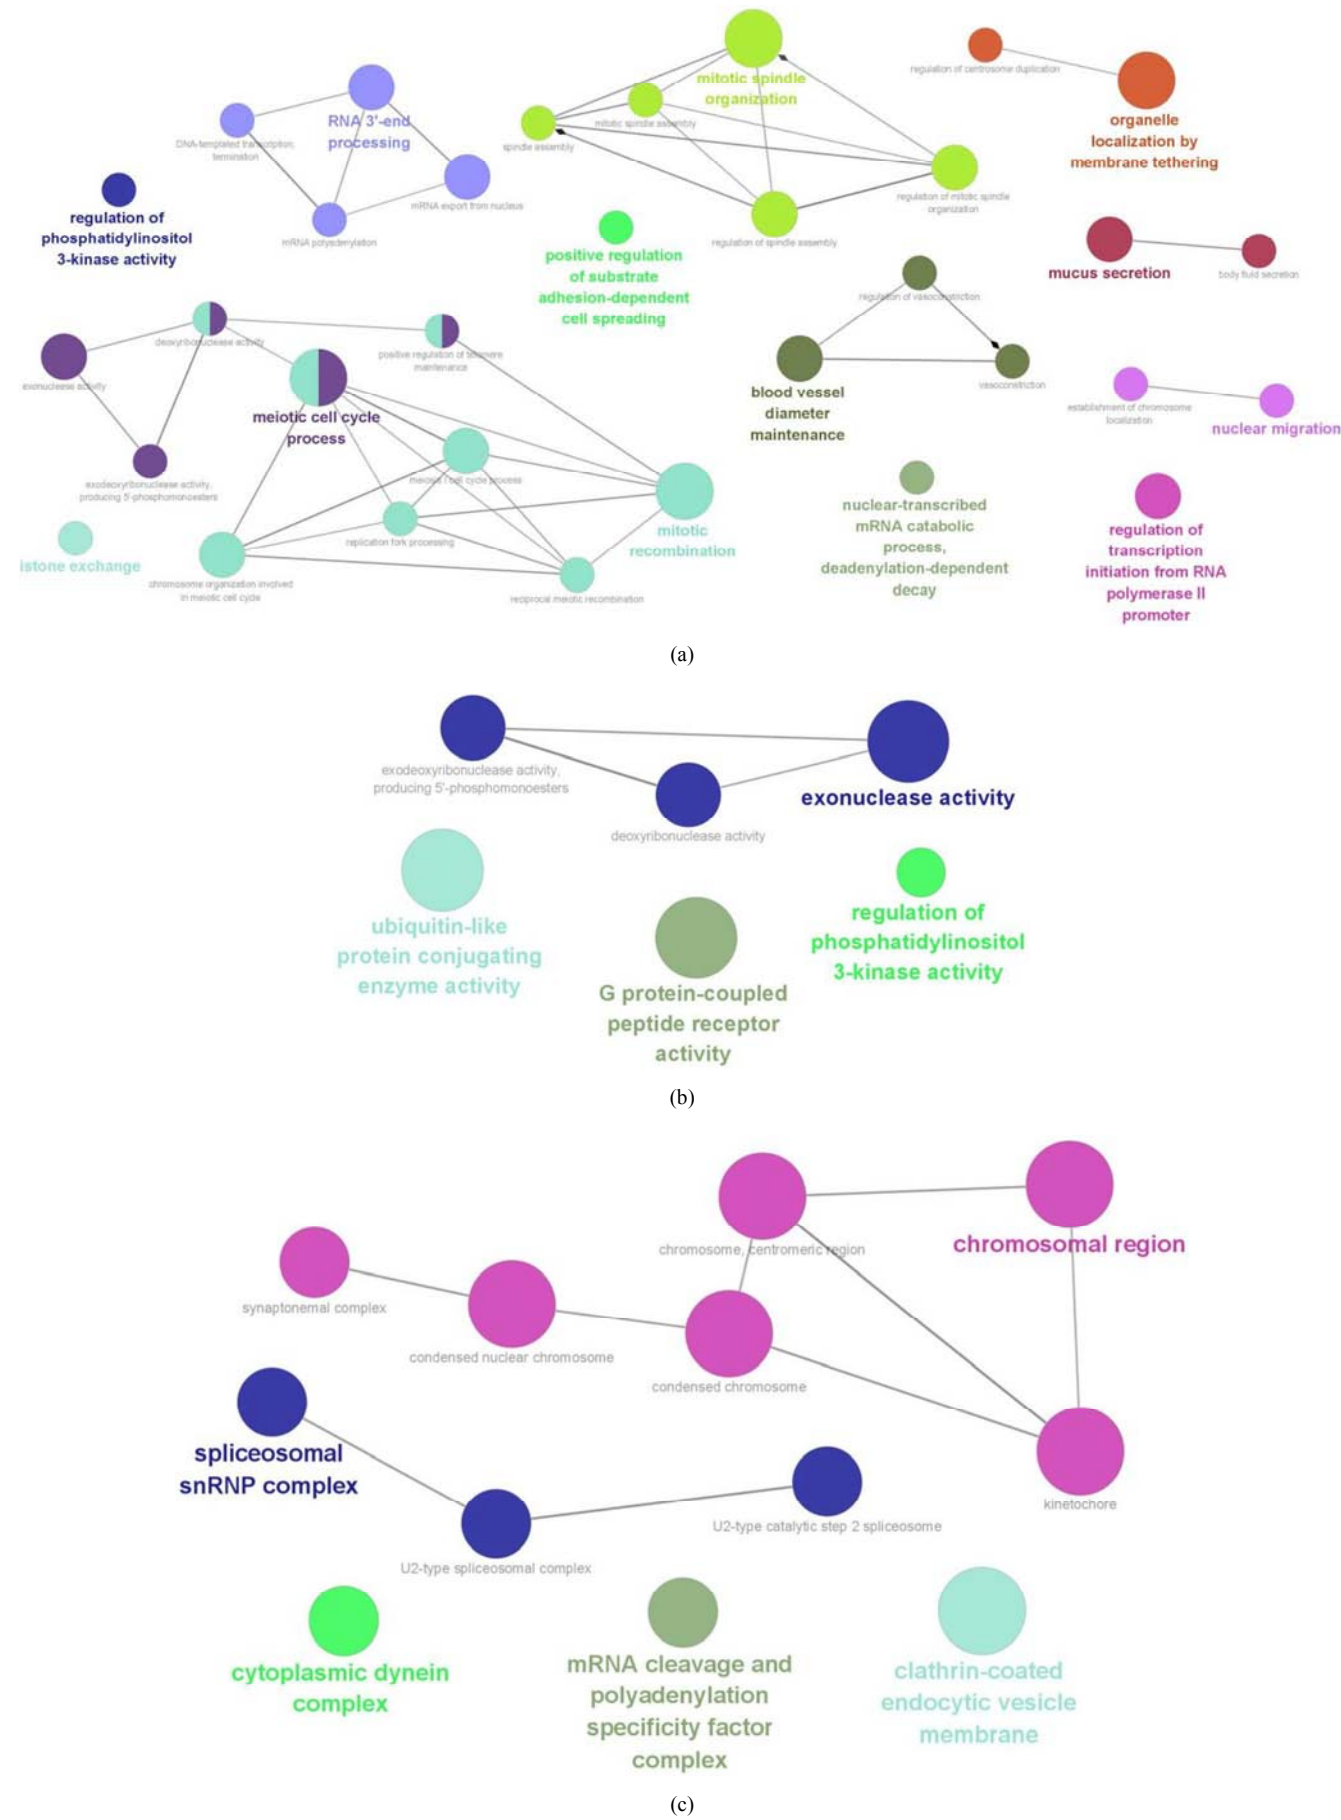 mitotic spindle
organization
regulation of centrosome duplication
organelle
localization by
membrane tethering
RNA 3'-end
processing
DNA-templated transcription,
termination
mitotic spindle assembly
spindle assembly
mRNA export from nucleus
mRNA polyadenylation
regulation of mitotic spindle
organization
regulation of spindle assembly
regulation of
phosphatidylinositol
3-kinase activity
positive regulation
of substrate
adhesion-dependent
cell spreading
mucus secretion
body fluid secretion
regulation of vasoconstriction
vasoconstriction
blood vessel
diameter
maintenance
deoxyribonuclease activity
positive regulation of telomere
maintenance
exonuclease activity
meiotic cell cycle
process
establishment of chromosome
localization
nuclear migration
exodeoxyribonuclease activity,
producing 5'-phosphomonoesters
meiosis I cell cycle process
mitotic
recombination
replication fork processing
istone exchange
chromosome organization involved
in meiotic cell cycle
reciprocal meiotic recombination
nuclear-transcribed
mRNA catabolic
process,
deadenylation-dependent
decay
regulation of
transcription
initiation from RNA
polymerase II
promoter
(a)
exodeoxyribonuclease activity,
producing 5'-phosphomonoesters
exonuclease activity
deoxyribonuclease activity
ubiquitin-like
protein conjugating
enzyme activity
G protein-coupled
peptide receptor
activity
regulation of
phosphatidylinositol
3-kinase activity
(b)
chromosome, centromeric region
chromosomal region
synaptonemal complex
condensed nuclear chromosome
condensed chromosome
kinetochore
spliceosomal
snRNP complex
U2-type catalytic step 2 spliceosome
U2-type spliceosomal complex
cytoplasmic dynein
complex
mRNA cleavage and
polyadenylation
specificity factor
complex
clathrin-coated
endocytic vesicle
membrane
(c)